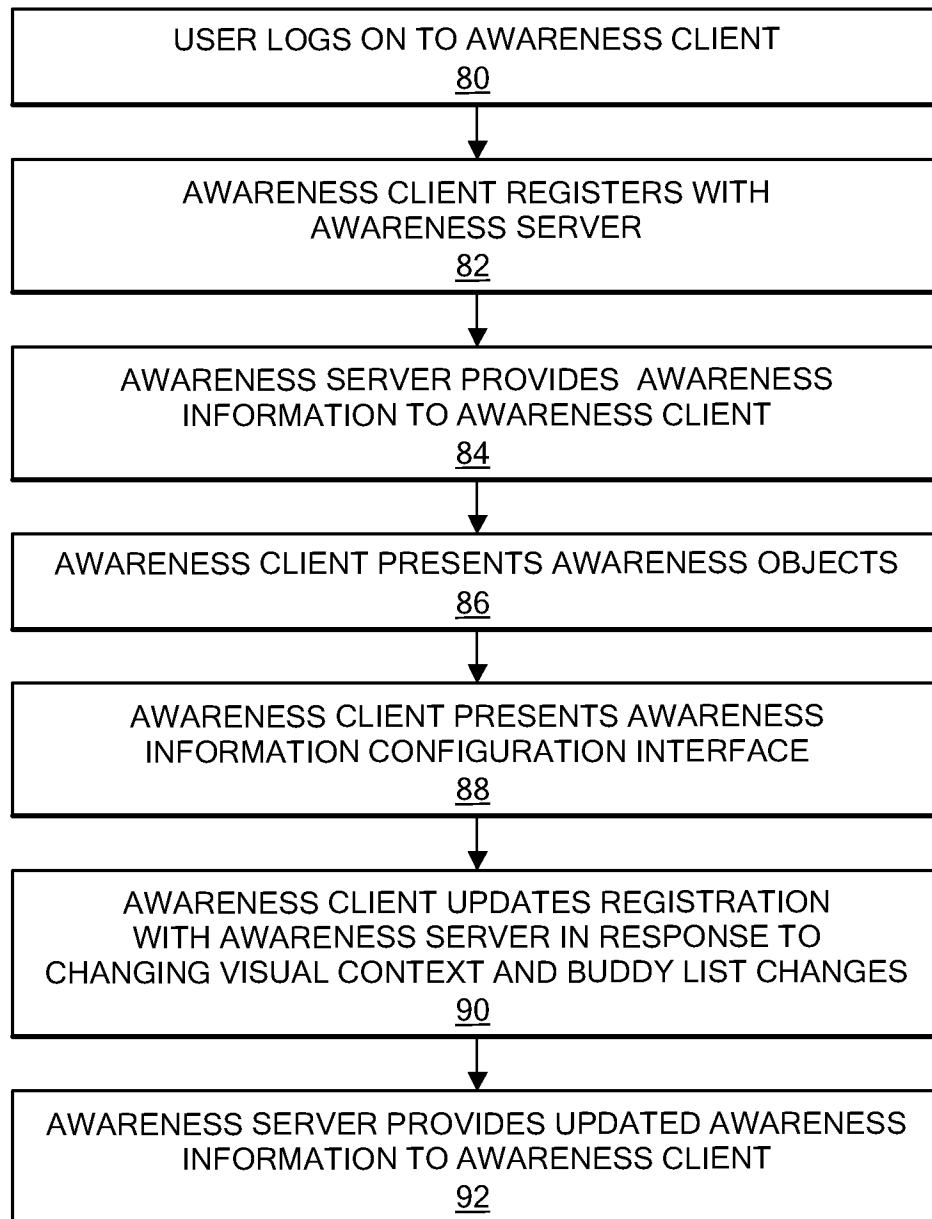 USER LOGS ON TO AWARENESS CLIENT
80
AWARENESS CLIENT REGISTERS WITH
AWARENESS SERVER
82
AWARENESS SERVER PROVIDES AWARENESS
INFORMATION TO AWARENESS CLIENT
84
AWARENESS CLIENT PRESENTS AWARENESS OBJECTS
86
AWARENESS CLIENT PRESENTS AWARENESS
INFORMATION CONFIGURATION INTERFACE
88
AWARENESS CLIENT UPDATES REGISTRATION
WITH AWARENESS SERVER IN RESPONSE TO
CHANGING VISUAL CONTEXT AND BUDDY LIST CHANGES
90
AWARENESS SERVER PROVIDES UPDATED AWARENESS
INFORMATION TO AWARENESS CLIENT
92